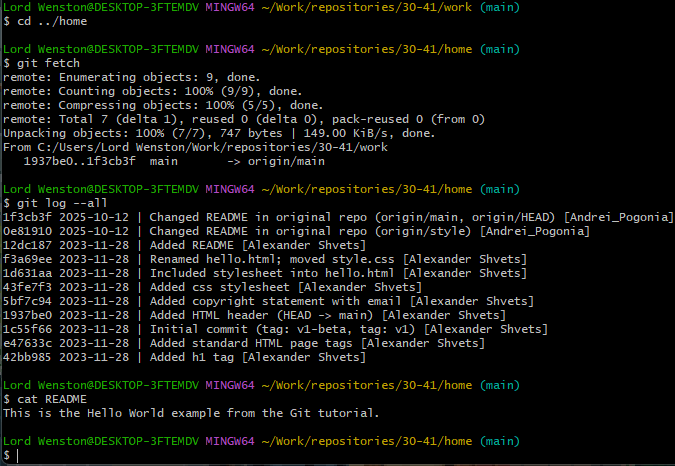 Lord Wenston@DESKTOP-3FTEMDV MINGW64 ~/Work/repositories/30-41/work (main)
$ cd ../home
Lord Wenston@DESKTOP-3FTEMDV MINGW64 ~/Work/repositories/30-41/home (main)
$ git fetch
remote: Enumerating objects: 9, done.
remote: Counting objects: 100% (9/9), done.
remote: Compressing objects: 100% (5/5), done.
remote: Total 7 (delta 1), reused 0 (delta 0), pack-reused 0 (from 0)
Unpacking objects: 100% (7/7), 747 bytes | 149.00 KiB/s, done.
From C:/Users/Lord Wenston/Work/repositories/30-41/work
   1937be0..1f3cb3f  main       -> origin/main
Lord Wenston@DESKTOP-3FTEMDV MINGW64 ~/Work/repositories/30-41/home (main)
$ git log --all
1f3cb3f 2025-10-12 | Changed README in original repo (origin/main, origin/HEAD) [Andrei_Pogonia]
0e81910 2025-10-12 | Changed README in original repo (origin/style) [Andrei_Pogonia]
12dc187 2023-11-28 | Added README [Alexander Shvets]
f3a69ee 2023-11-28 | Renamed hello.html; moved style.css [Alexander Shvets]
1d631aa 2023-11-28 | Included stylesheet into hello.html [Alexander Shvets]
43fe7f3 2023-11-28 | Added css stylesheet [Alexander Shvets]
5bf7c94 2023-11-28 | Added copyright statement with email [Alexander Shvets]
1937be0 2023-11-28 | Added HTML header (HEAD -> main) [Alexander Shvets]
1c55f66 2023-11-28 | Initial commit (tag: v1-beta, tag: v1) [Alexander Shvets]
e47633c 2023-11-28 | Added standard HTML page tags [Alexander Shvets]
42bb985 2023-11-28 | Added h1 tag [Alexander Shvets]
Lord Wenston@DESKTOP-3FTEMDV MINGW64 ~/Work/repositories/30-41/home (main)
$ cat README
This is the Hello World example from the Git tutorial.
Lord Wenston@DESKTOP-3FTEMDV MINGW64 ~/Work/repositories/30-41/home (main)
$